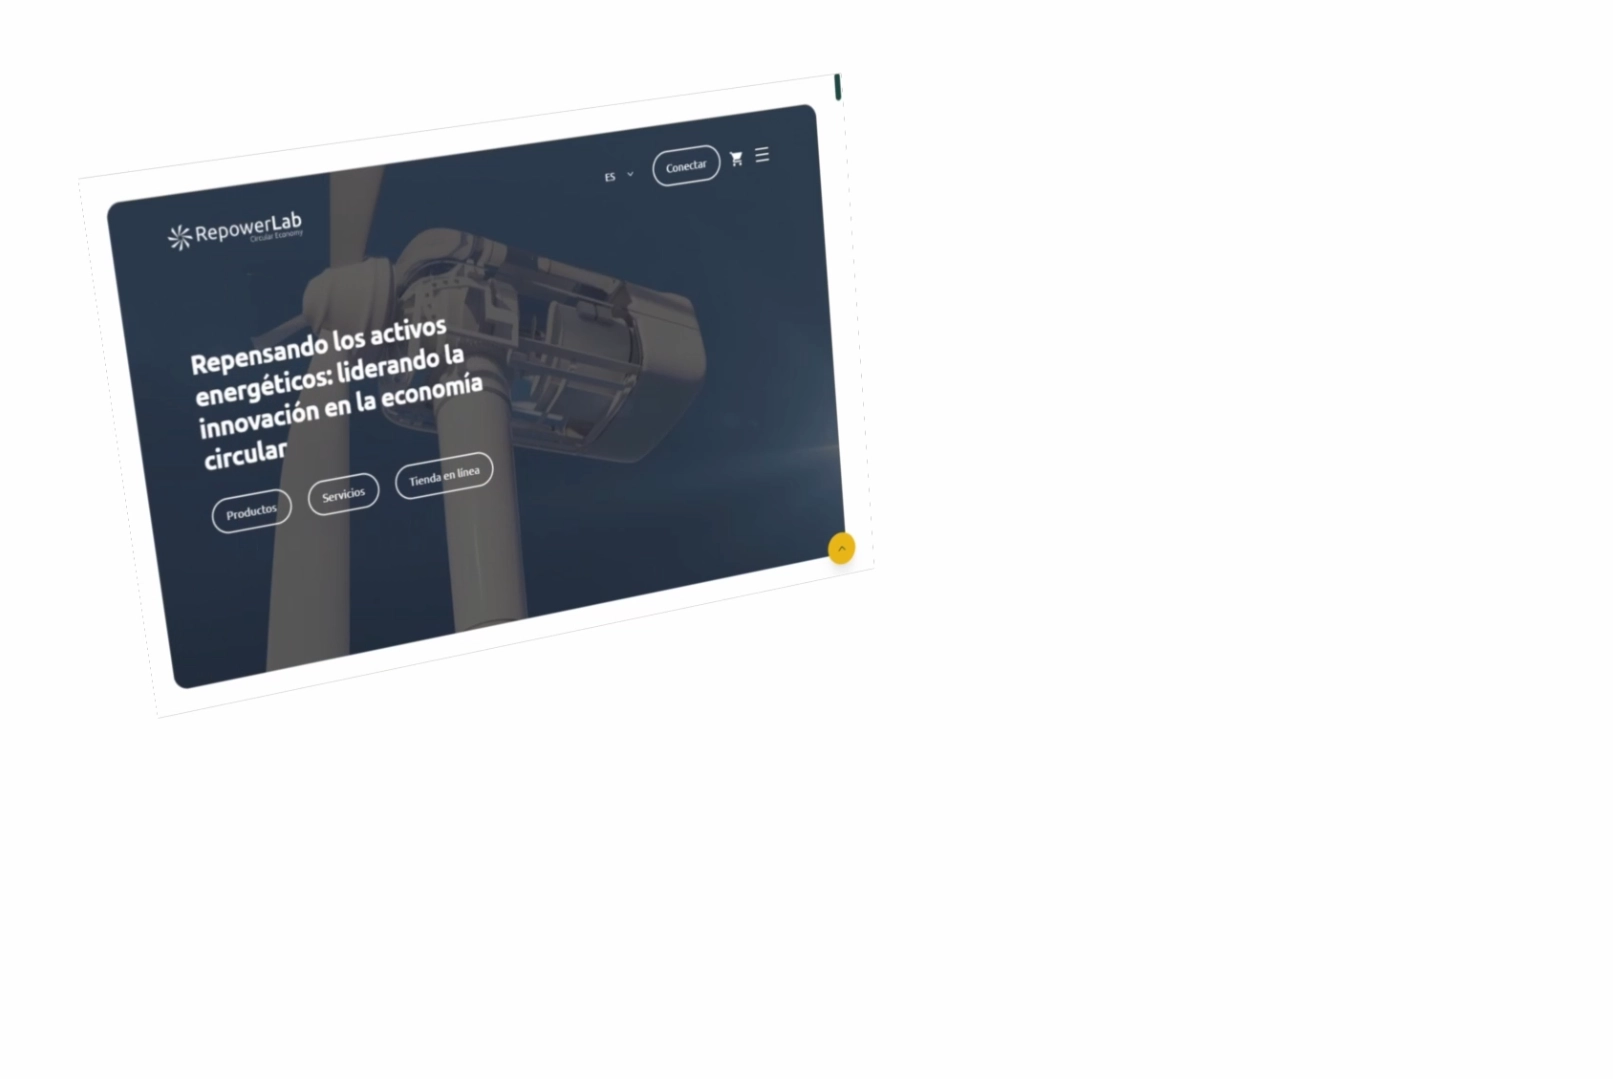 RepowerLab
Circular Economy
ES
Conectar
Repensando los activos
energéticos: liderando la
innovación en la economía
circular
Productos
Servicios
Tienda en línea